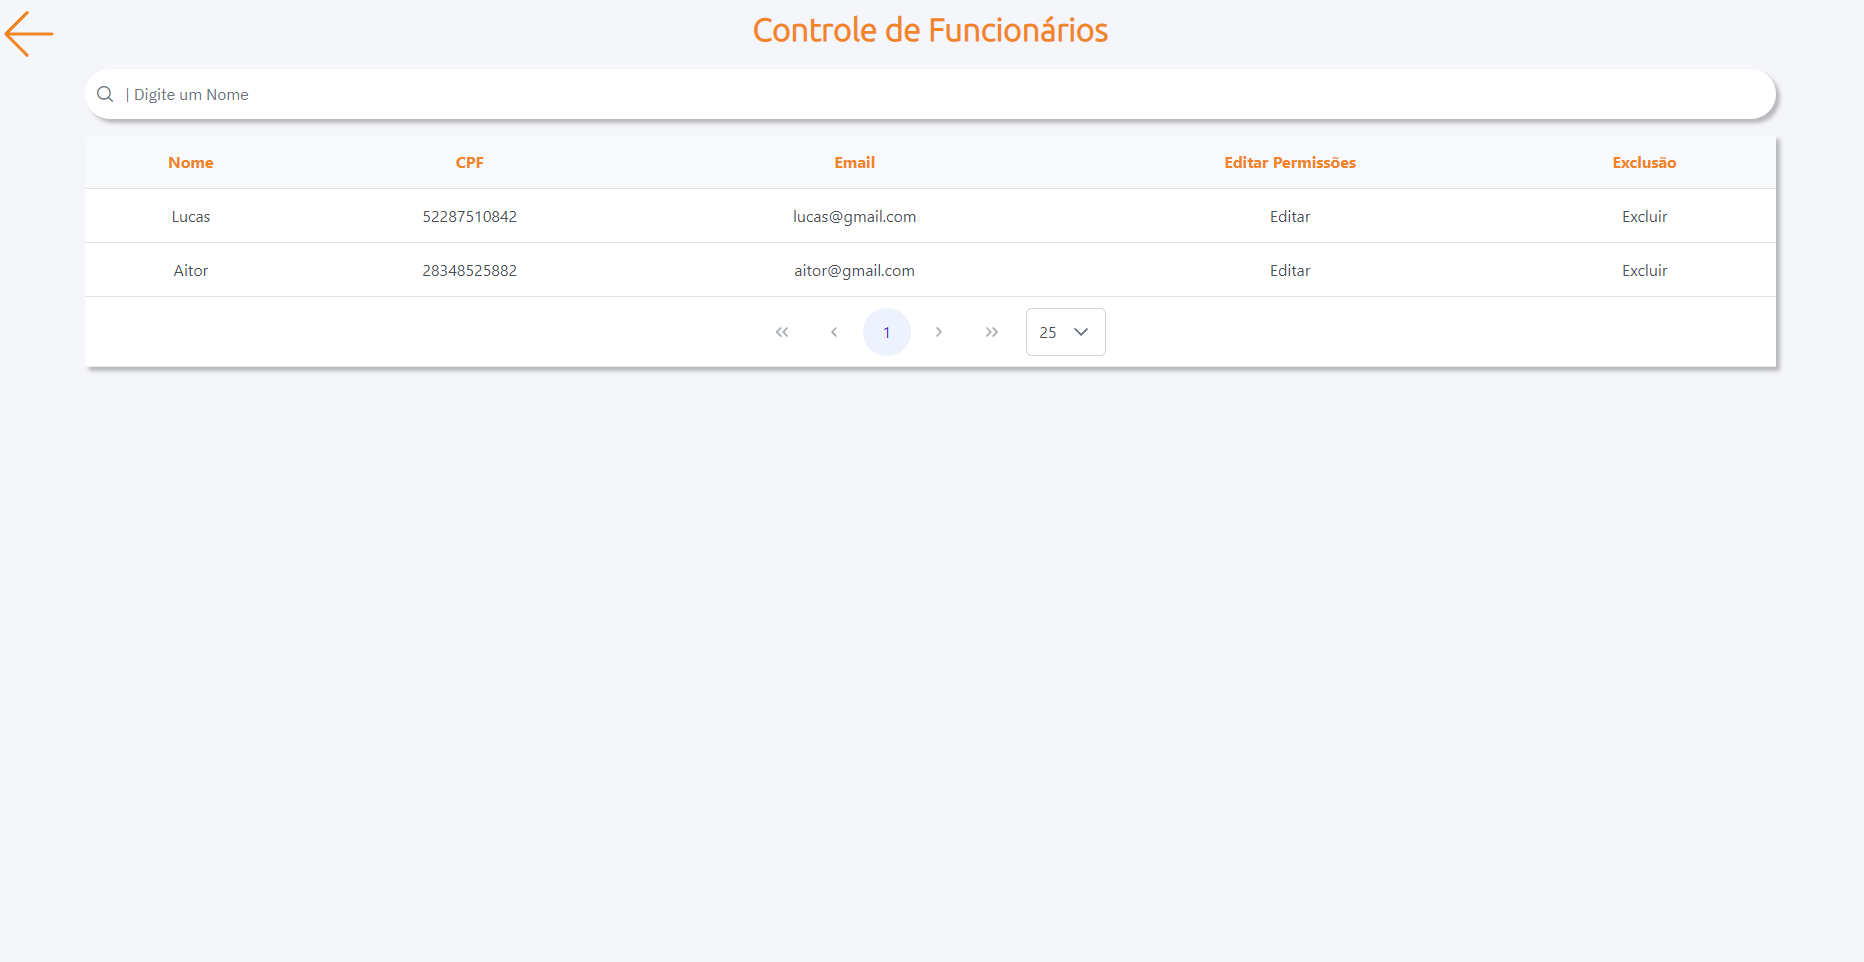 Controle de Funcionários
| Digite um Nome
Nome CPF Email Editar Permissões Exclusão
Lucas 52287510842 lucas@gmail.com Editar Excluir
Aitor 28348525882 aitor@gmail.com Editar Excluir
1 25